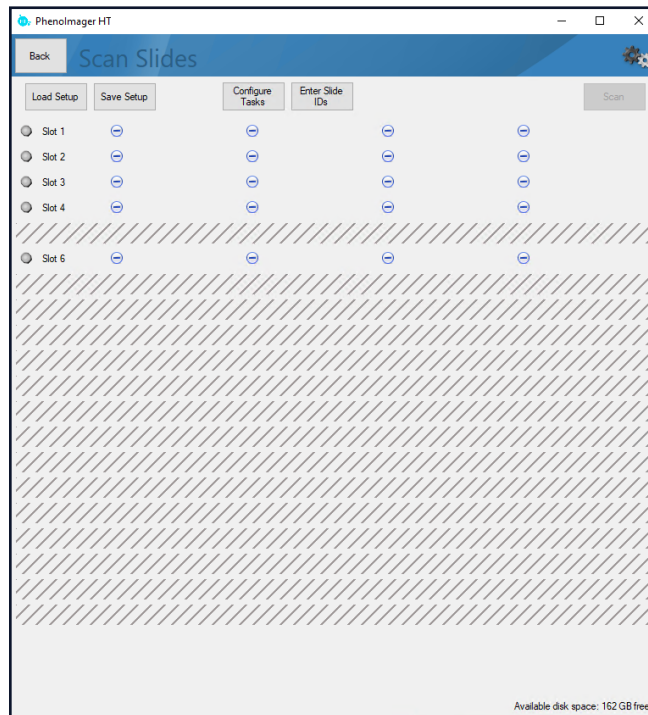 PhenoImager HT
Back Scan Slides
Load Setup Save Setup Configure Tasks Enter Slide IDs Scan
Slot 1
Slot 2
Slot 3
Slot 4
Slot 6
Available disk space: 162 GB free